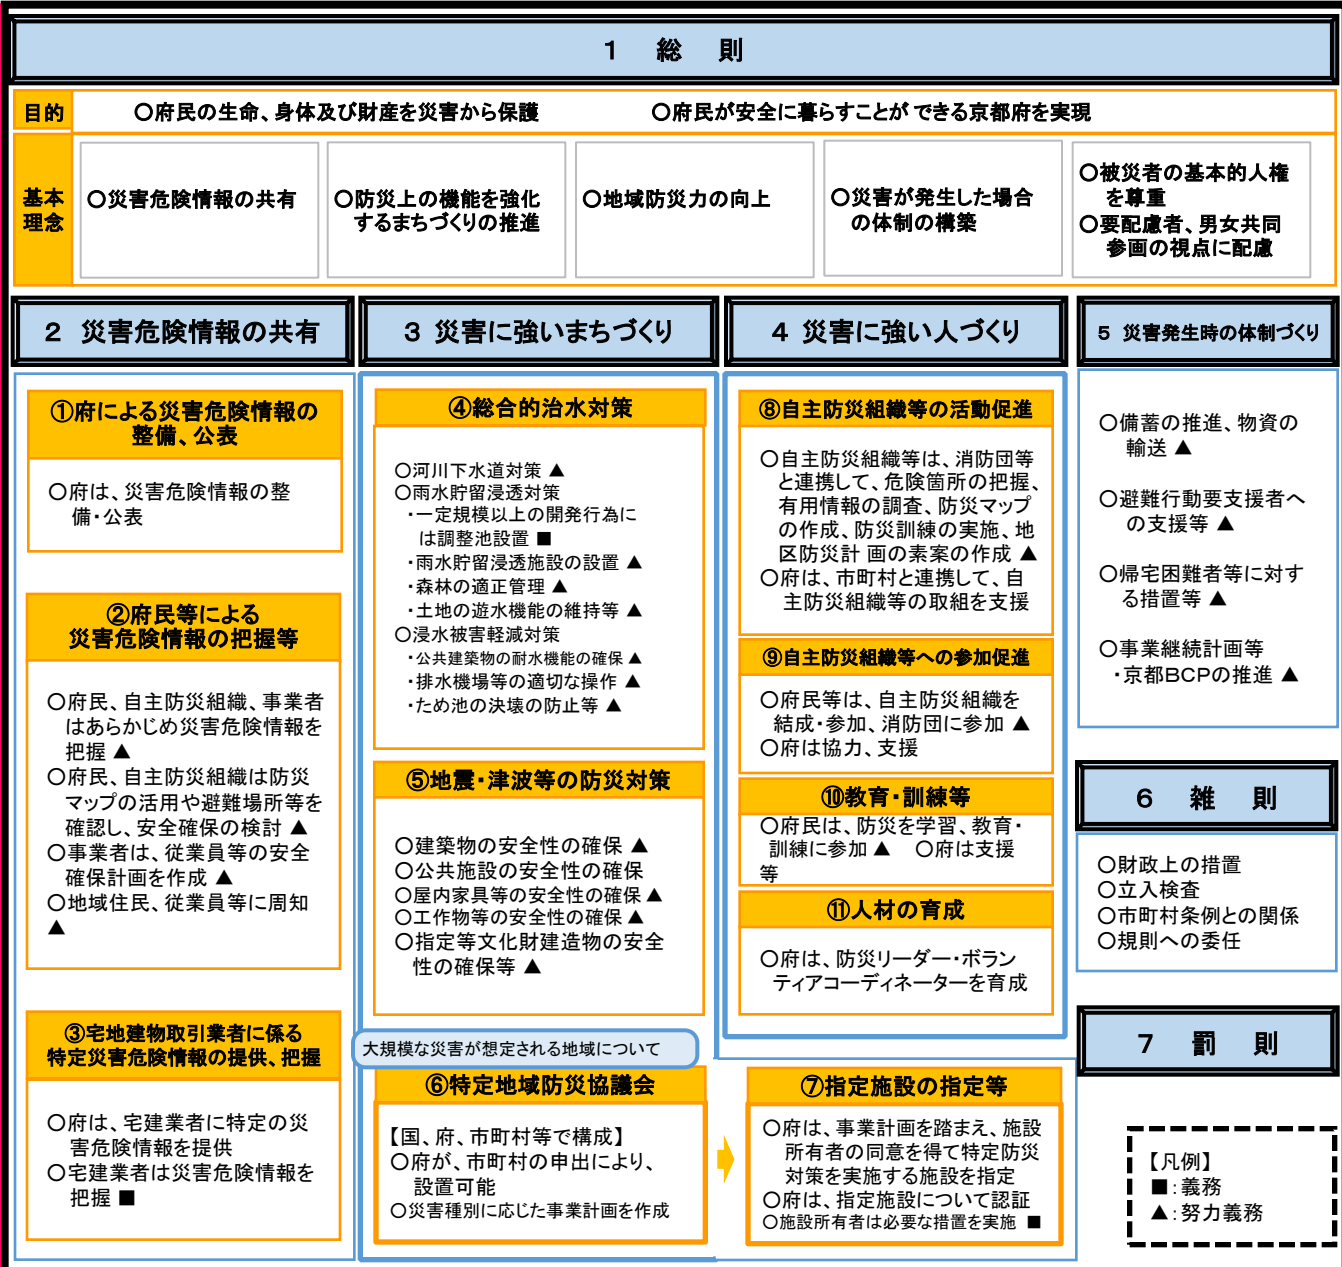 1 総 則
目的
〇府民の生命、身体及び財産を災害から保護
〇府民が安全に暮らすことが できる京都府を実現
基本
理念
〇災害危険情報の共有
〇防災上の機能を強化
するまちづくりの推進
〇地域防災力の向上
〇災害が発生した場合
の体制の構築
〇被災者の基本的人権
を尊重
〇要配慮者、男女共同
参画の視点に配慮
2 災害危険情報の共有
①府による災害危険情報の
整備、公表
〇府は、災害危険情報の整
備・公表
②府民等による
災害危険情報の把握等
〇府民、自主防災組織、事業者
はあらかじめ災害危険情報を
把握 ▲
〇府民、自主防災組織は防災
マップの活用や避難場所等を
確認し、安全確保の検討 ▲
〇事業者は、従業員等の安全
確保計画を作成 ▲
〇地域住民、従業員等に周知
▲
③宅地建物取引業者に係る
特定災害危険情報の提供、把握
〇府は、宅建業者に特定の災
害危険情報を提供
〇宅建業者は災害危険情報を
把握 ■
3 災害に強いまちづくり
④総合的治水対策
〇河川下水道対策 ▲
〇雨水貯留浸透対策
・一定規模以上の開発行為に
は調整池設置 ■
・雨水貯留浸透施設の設置 ▲
・森林の適正管理 ▲
・土地の遊水機能の維持等 ▲
〇浸水被害軽減対策
・公共建築物の耐水機能の確保 ▲
・排水機場等の適切な操作 ▲
・ため池の決壊の防止等 ▲
⑤地震・津波等の防災対策
〇建築物の安全性の確保 ▲
〇公共施設の安全性の確保
〇屋内家具等の安全性の確保 ▲
〇工作物等の安全性の確保 ▲
〇指定等文化財建造物の安全
性の確保等 ▲
大規模な災害が想定される地域について
⑥特定地域防災協議会
【国、府、市町村等で構成】
〇府が、市町村の申出により、
設置可能
〇災害種別に応じた事業計画を作成
4 災害に強い人づくり
⑧自主防災組織等の活動促進
〇自主防災組織等は、消防団等
と連携して、危険箇所の把握、
有用情報の調査、防災マップ
の作成、防災訓練の実施、地
区防災計 画の素案の作成 ▲
〇府は、市町村と連携して、自
主防災組織等の取組を支援
⑨自主防災組織等への参加促進
〇府民等は、自主防災組織を
結成・参加、消防団に参加 ▲
〇府は協力、支援
⑩教育・訓練等
〇府民は、防災を学習、教育・
訓練に参加 ▲ 〇府は支援
等
⑪人材の育成
〇府は、防災リーダー・ボラン
ティアコーディネーターを育成
⑦指定施設の指定等
〇府は、事業計画を踏まえ、施設
所有者の同意を得て特定防災
対策を実施する施設を指定
〇府は、指定施設について認証
〇施設所有者は必要な措置を実施 ■
5 災害発生時の体制づくり
〇備蓄の推進、物資の
輸送 ▲
〇避難行動要支援者へ
の支援等 ▲
〇帰宅困難者等に対す
る措置等 ▲
〇事業継続計画等
・京都BCPの推進 ▲
6 雑 則
〇財政上の措置
〇立入検査
〇市町村条例との関係
〇規則への委任
7 罰 則
【凡例】
■:義務
▲:努力義務